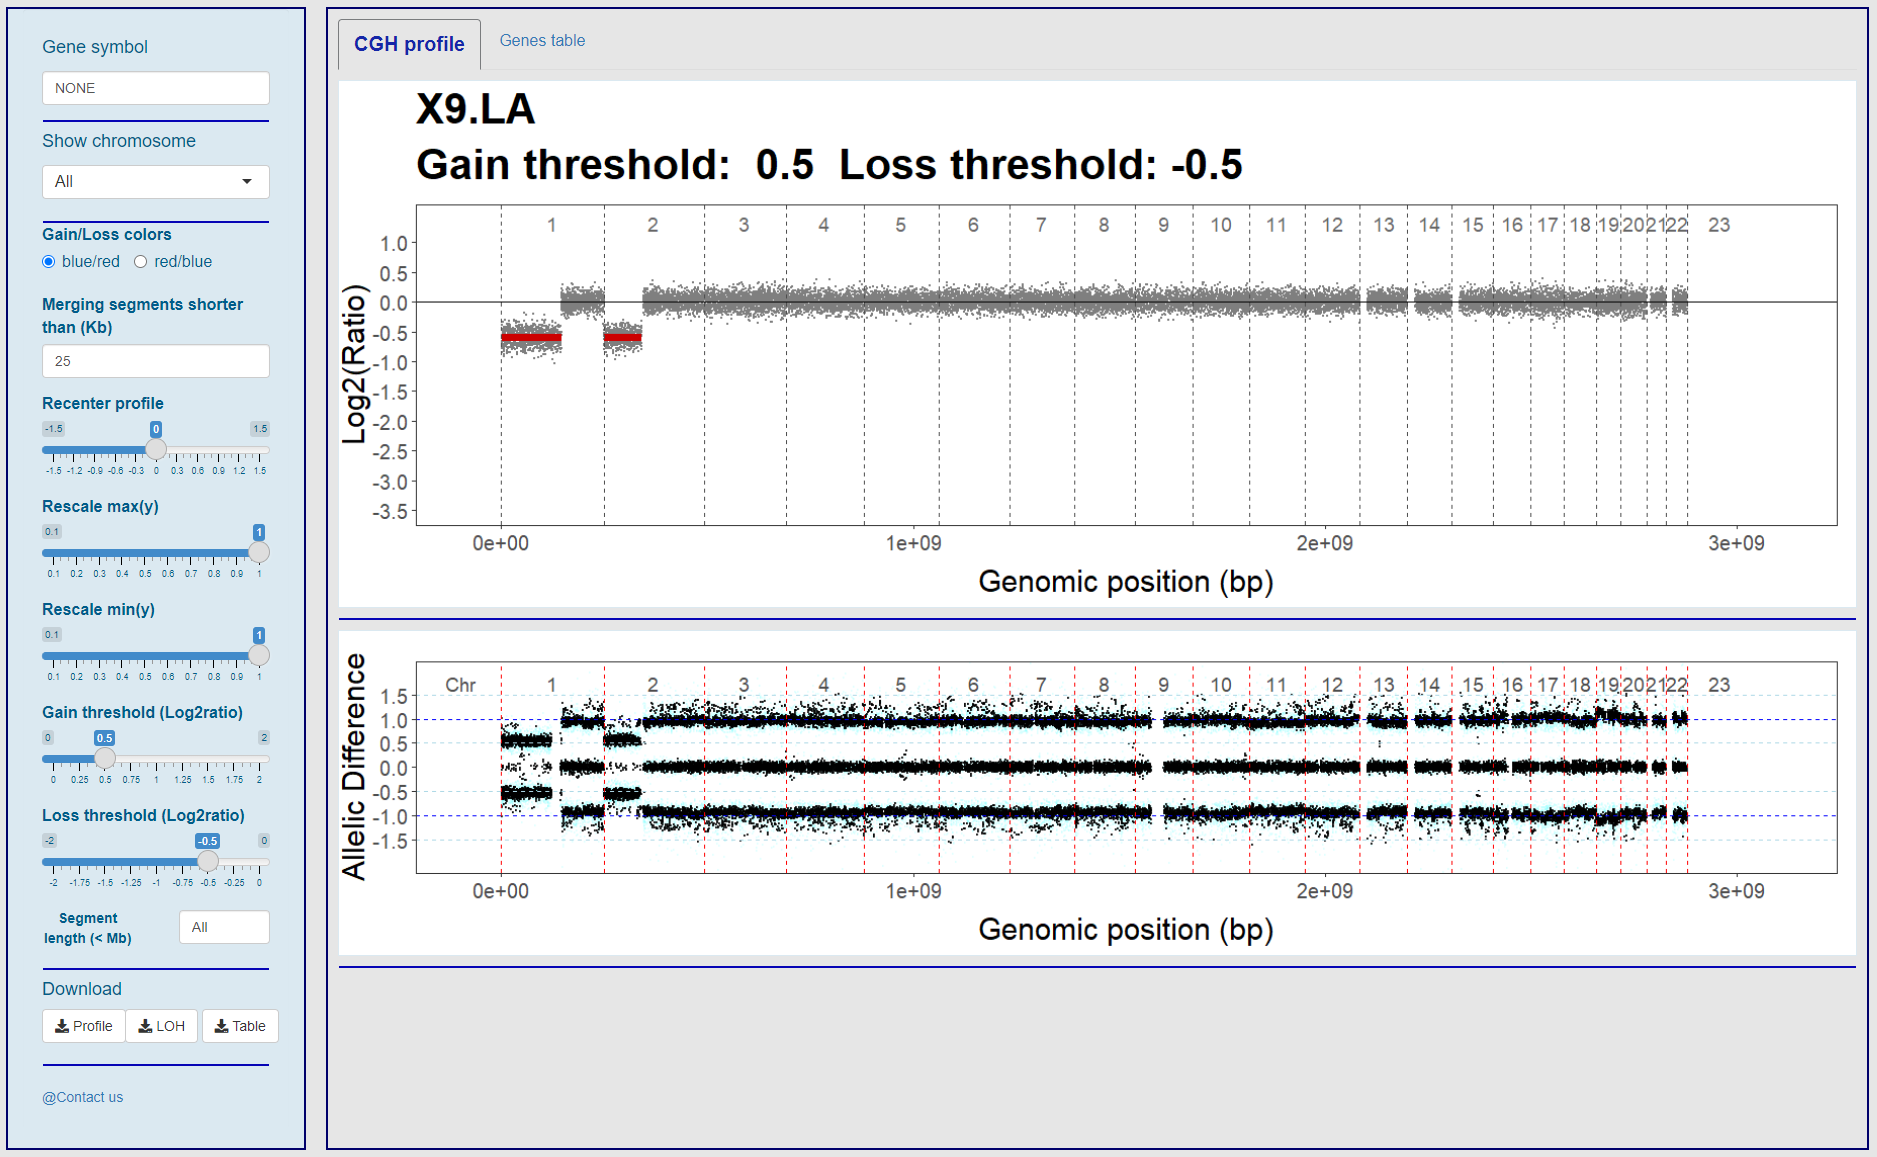 Gene symbol
NONE
Show chromosome
All
Gain/Loss colors
blue/red red/blue
Merging segments shorter
than (Kb)
25
Recenter profile
-1.5 0 1.5
-1.5 -1.2 -0.9 -0.6 -0.3 0 0.3 0.6 0.9 1.2 1.5
Rescale max(y)
0.1 1
0.1 0.2 0.3 0.4 0.5 0.6 0.7 0.8 0.9 1
Rescale min(y)
0.1 1
0.1 0.2 0.3 0.4 0.5 0.6 0.7 0.8 0.9 1
Gain threshold (Log2ratio)
0 0.5 2
0 0.25 0.5 0.75 1 1.25 1.5 1.75 2
Loss threshold (Log2ratio)
-2 -0.5 0
-2 -1.75 -1.5 -1.25 -1 -0.75 -0.5 -0.25 0
Segment
length (< Mb)
All
Download
Profile LOH Table
@Contact us
CGH profile Genes table
X9.LA
Gain threshold: 0.5 Loss threshold: -0.5
1 2 3 4 5 6 7 8 9 10 11 12 13 14 15 16 17 18 19 20 21 22 23
Log2(Ratio)
1.0
0.5
0.0
-0.5
-1.0
-1.5
-2.0
-2.5
-3.0
-3.5
0e+00 1e+09 2e+09 3e+09
Genomic position (bp)
Chr 1 2 3 4 5 6 7 8 9 10 11 12 13 14 15 16 17 18 19 20 21 22 23
Allelic Difference
1.5
1.0
0.5
0.0
-0.5
-1.0
-1.5
0e+00 1e+09 2e+09 3e+09
Genomic position (bp)